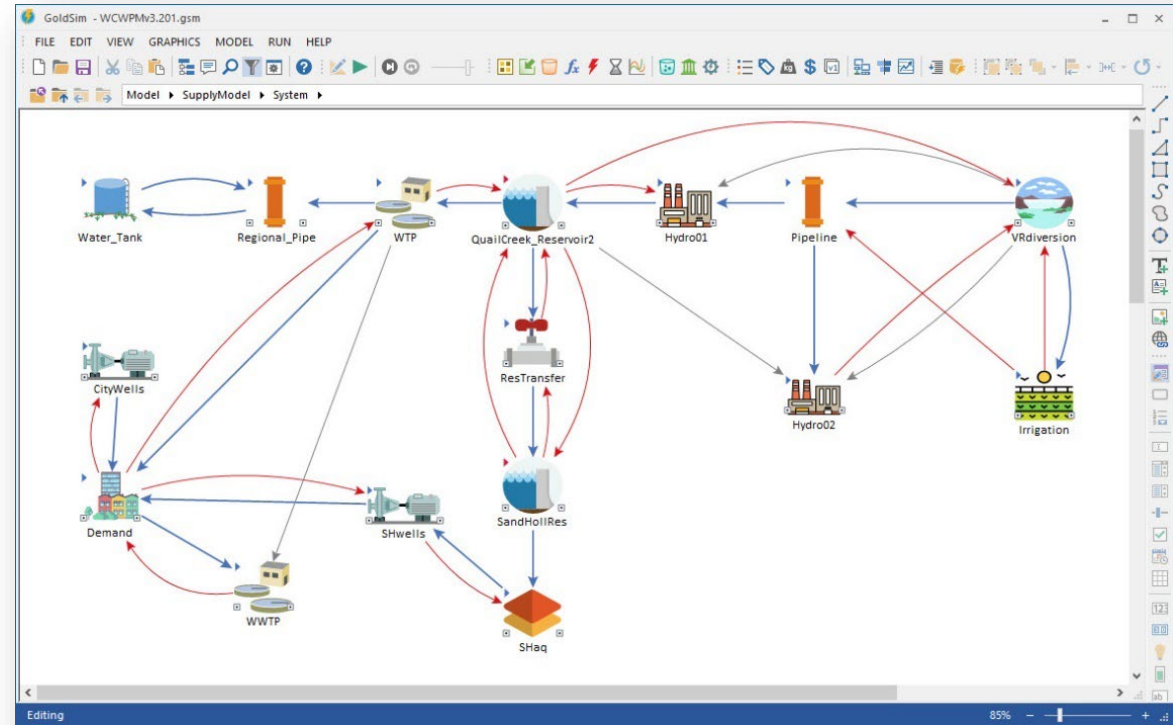 GoldSim - WCWPMv3.201.gsm
FILE EDIT VIEW GRAPHICS MODEL RUN HELP
Model SupplyModel System
Water_Tank Regional_Pipe WTP QuailCreek_Reservoir2 Hydro01 Pipeline VRdiversion
ResTransfer
CityWells
Hydro02 Irrigation
Demand SHwells SandHollRes
WWTP
SHaq
Editing 85%